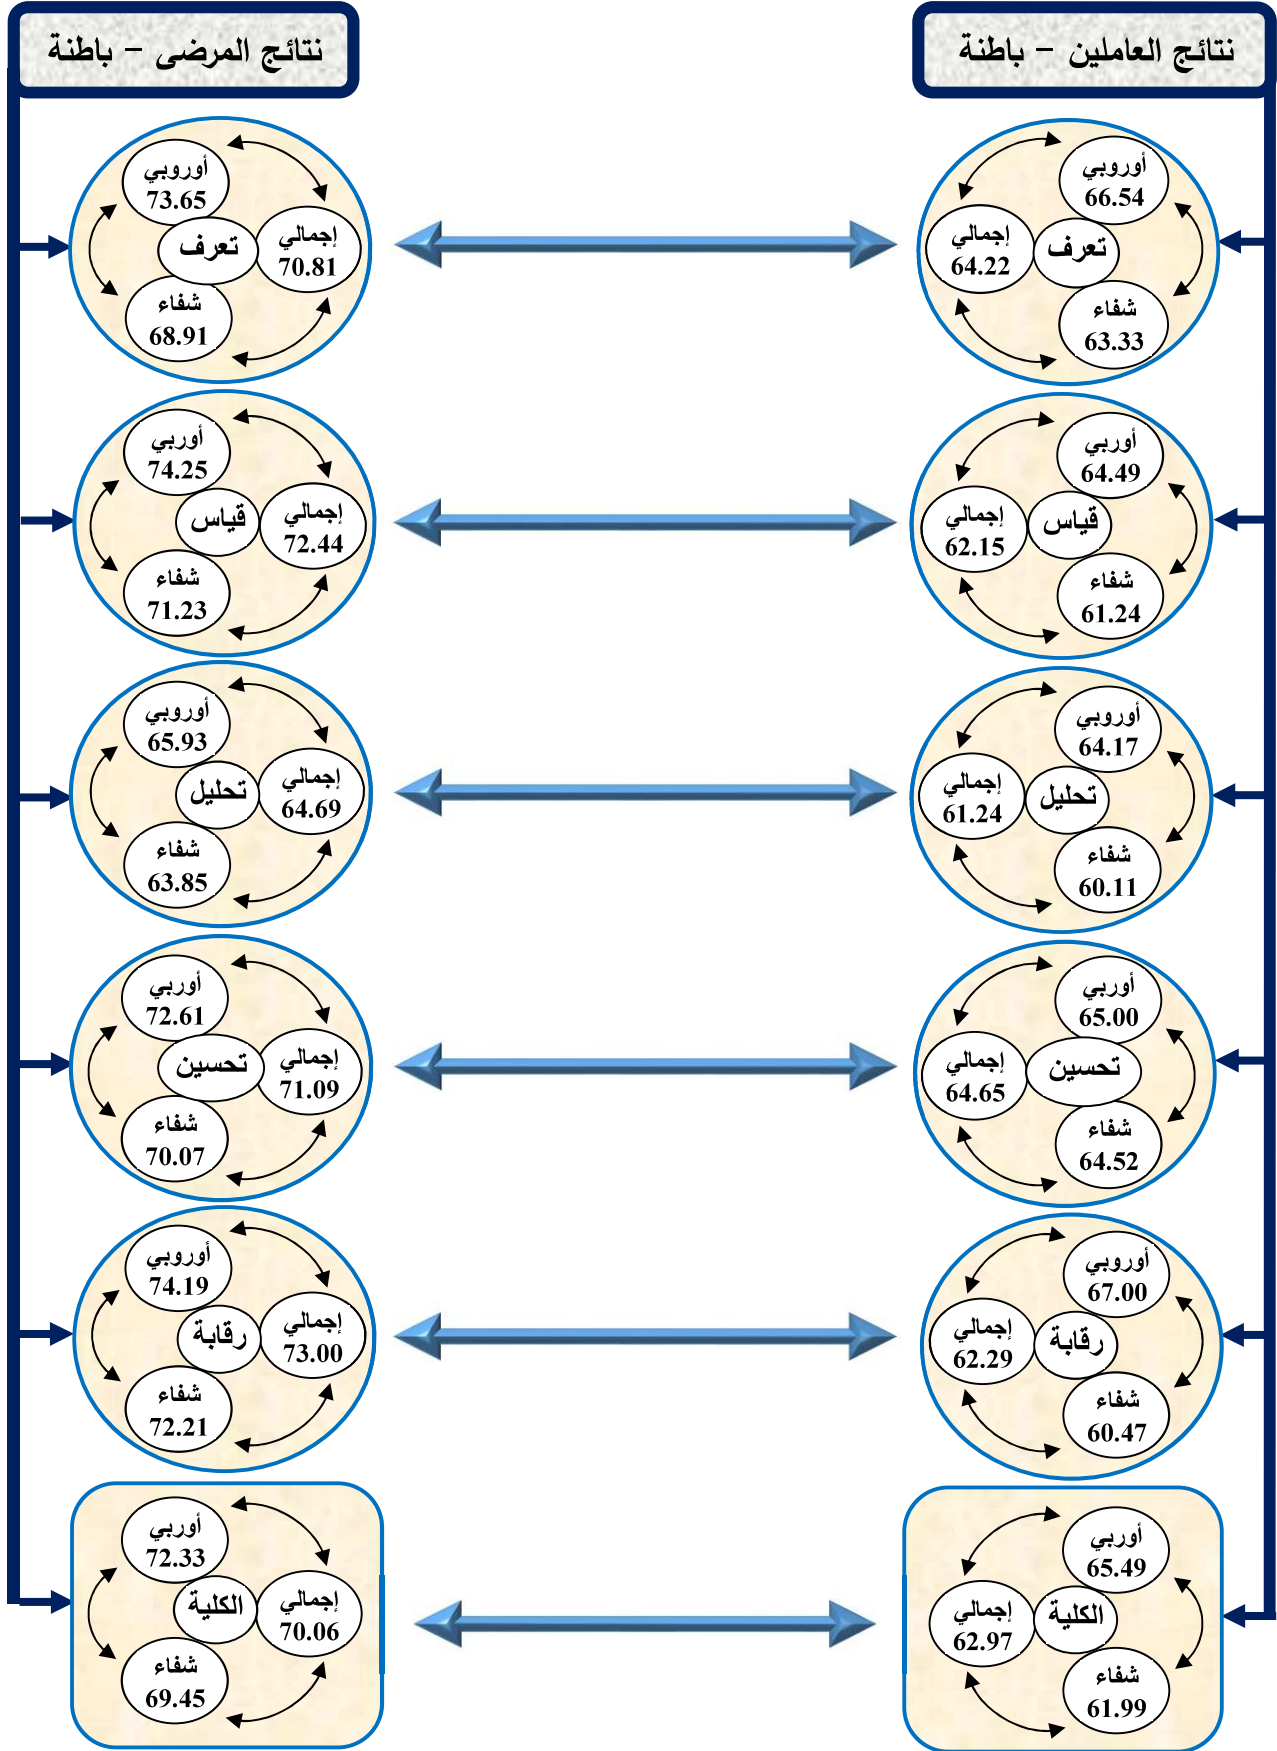 نتائج العاملين – باطنة
أوروبي
66.54
إجمالي
64.22
تعرف
شفاء
63.33
أوربي
64.49
إجمالي
62.15
قياس
شفاء
61.24
أوروبي
64.17
إجمالي
61.24
تحليل
شفاء
60.11
أوربي
65.00
إجمالي
64.65
تحسين
شفاء
64.52
أوروبي
67.00
إجمالي
62.29
رقابة
شفاء
60.47
أوربي
65.49
إجمالي
62.97
الكلية
شفاء
61.99
نتائج المرضى – باطنة
أوروبي
73.65
إجمالي
70.81
تعرف
شفاء
68.91
أوربي
74.25
إجمالي
72.44
قياس
شفاء
71.23
أوروبي
65.93
إجمالي
64.69
تحليل
شفاء
63.85
أوربي
72.61
إجمالي
71.09
تحسين
شفاء
70.07
أوروبي
74.19
إجمالي
73.00
رقابة
شفاء
72.21
أوربي
72.33
إجمالي
70.06
الكلية
شفاء
69.45